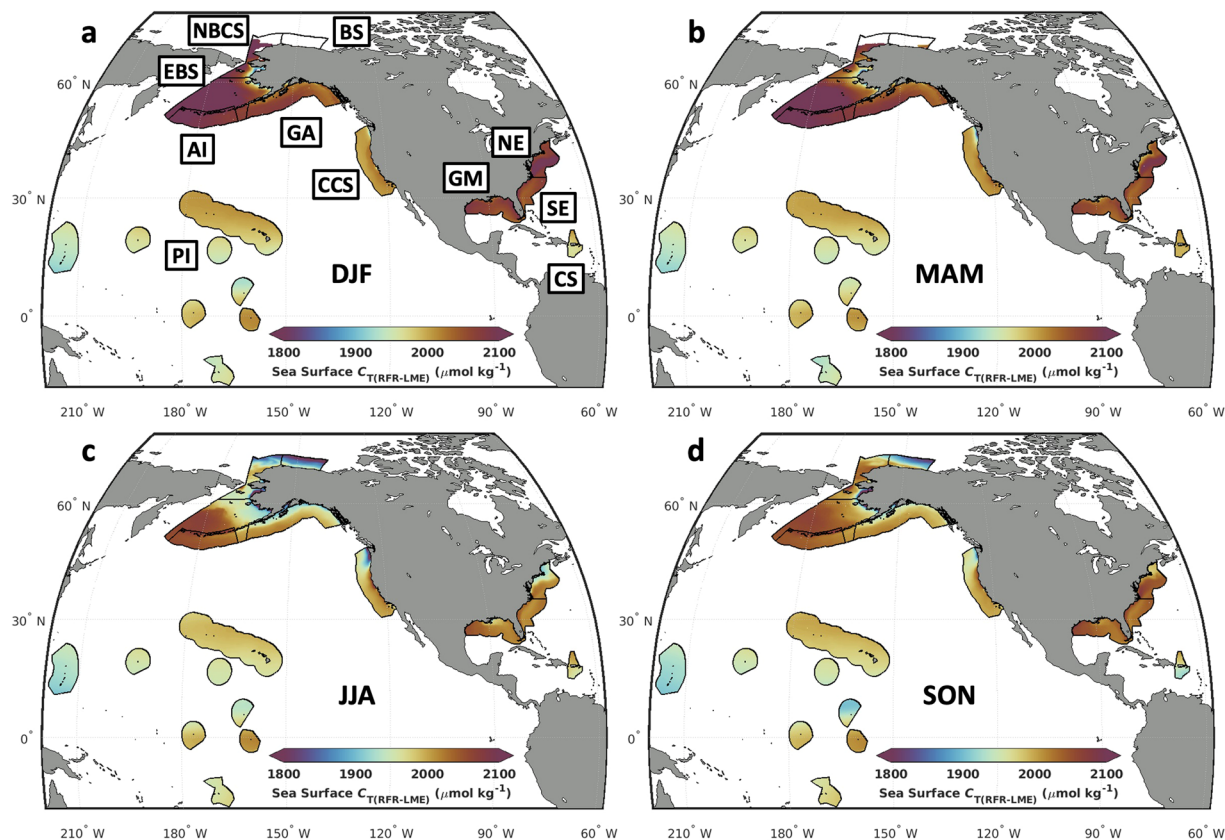 a
NBCS
BS
EBS
60° N
AI
GA
NE
CCS
GM
30° N
SE
PI
CS
DJF
0°
1800 1900 2000 2100
Sea Surface C T(RFR-LME) (μmol kg⁻¹)
210° W 180° W 150° W 120° W 90° W 60° W
b
60° N
30° N
MAM
0°
1800 1900 2000 2100
Sea Surface C T(RFR-LME) (μmol kg⁻¹)
210° W 180° W 150° W 120° W 90° W 60° W
c
60° N
30° N
JJA
0°
1800 1900 2000 2100
Sea Surface C T(RFR-LME) (μmol kg⁻¹)
210° W 180° W 150° W 120° W 90° W 60° W
d
60° N
30° N
SON
0°
1800 1900 2000 2100
Sea Surface C T(RFR-LME) (μmol kg⁻¹)
210° W 180° W 150° W 120° W 90° W 60° W